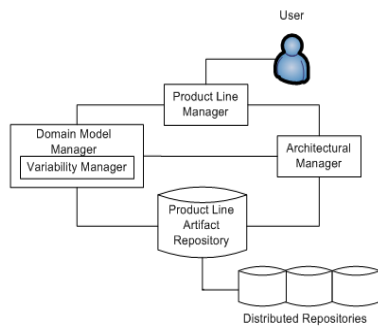 User
Product Line
Manager
Domain Model
Manager
Variability Manager
Architectural
Manager
Product Line
Artifact
Repository
Distributed Repositories